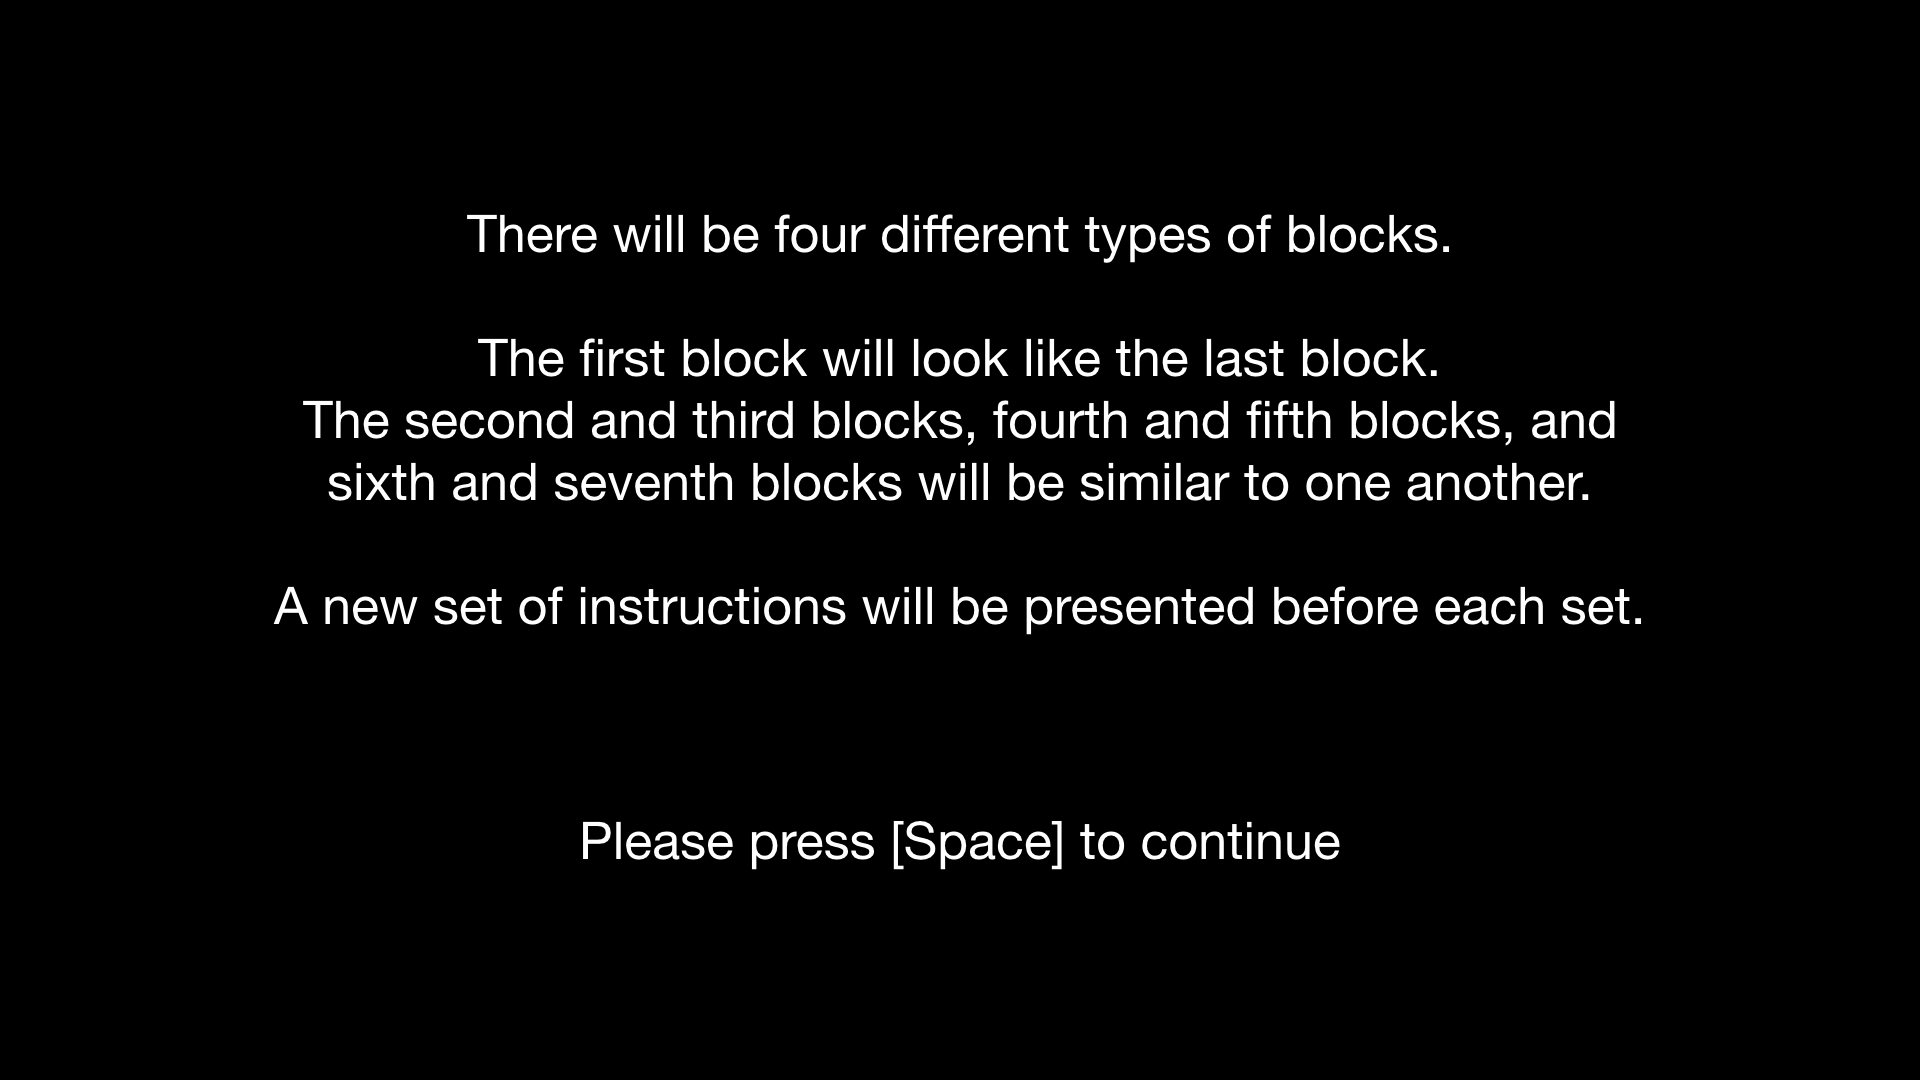 There will be four different types of blocks.
The first block will look like the last block.
The second and third blocks, fourth and fifth blocks, and
sixth and seventh blocks will be similar to one another.
A new set of instructions will be presented before each set.
Please press [Space] to continue